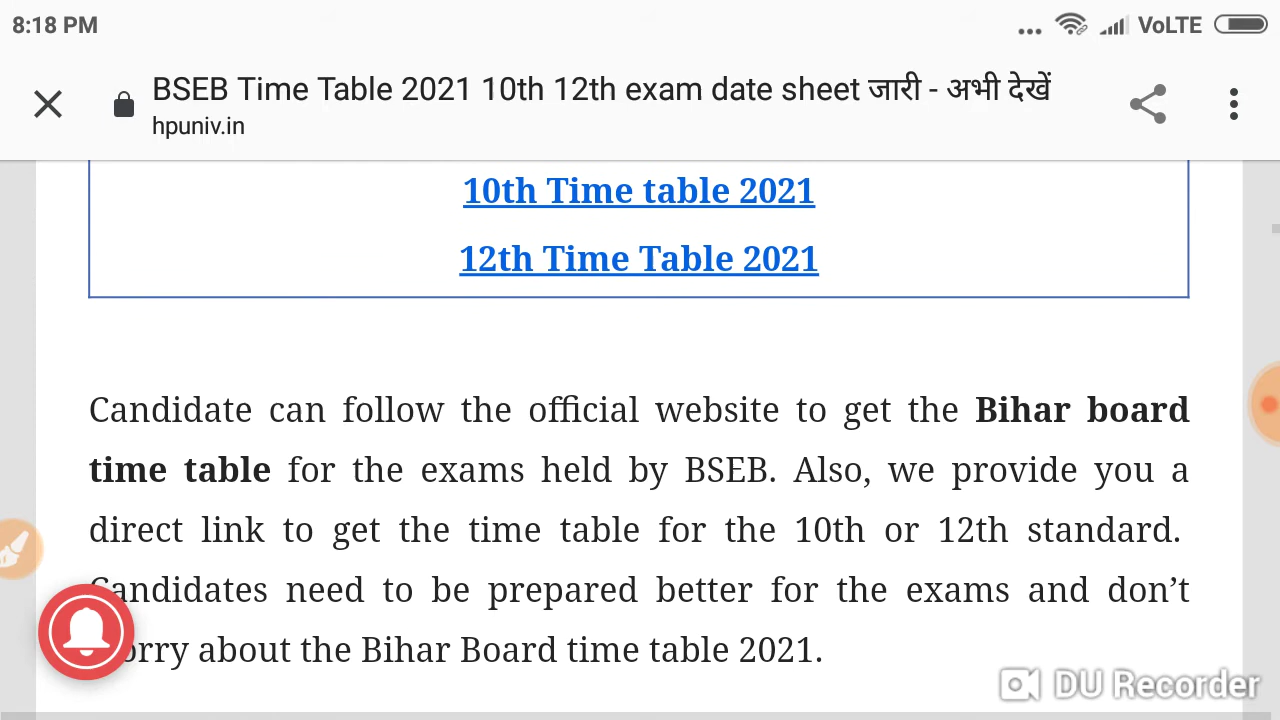 8:18 PM
... VoLTE
BSEB Time Table 2021 10th 12th exam date sheet जारी - अभी देखें
hpuniv.in
10th Time table 2021
12th Time Table 2021
Candidate can follow the official website to get the Bihar board
time table for the exams held by BSEB. Also, we provide you a
direct link to get the time table for the 10th or 12th standard.
Candidates need to be prepared better for the exams and don’t
orry about the Bihar Board time table 2021.
DU Recorder